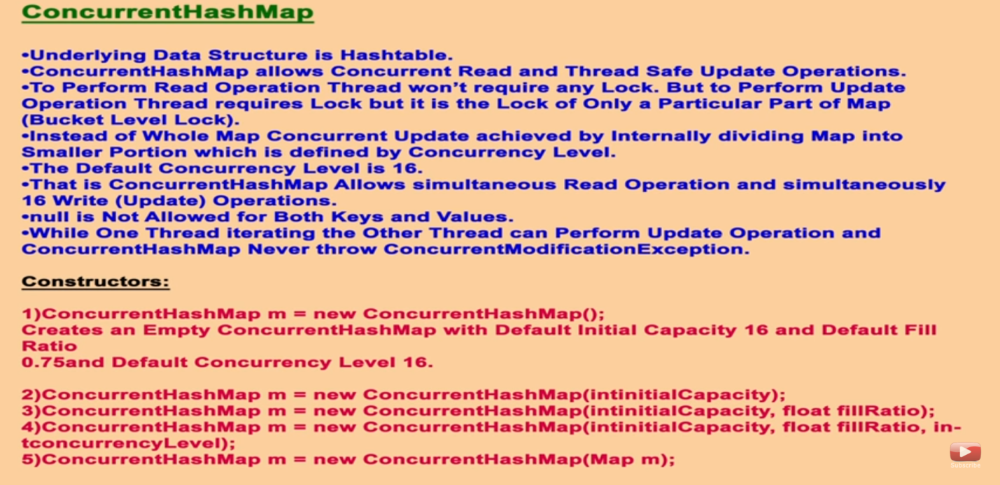 ConcurrentHashMap
•Underlying Data Structure is Hashtable.
•ConcurrentHashMap allows Concurrent Read and Thread Safe Update Operations.
•To Perform Read Operation Thread won't require any Lock. But to Perform Update
Operation Thread requires Lock but it is the Lock of Only a Particular Part of Map
(Bucket Level Lock).
•Instead of Whole Map Concurrent Update achieved by Internally dividing Map into
Smaller Portion which is defined by Concurrency Level.
•The Default Concurrency Level is 16.
•That is ConcurrentHashMap Allows simultaneous Read Operation and simultaneously
16 Write (Update) Operations.
•null is Not Allowed for Both Keys and Values.
•While One Thread iterating the Other Thread can Perform Update Operation and
ConcurrentHashMap Never throw ConcurrentModificationException.
Constructors:
1)ConcurrentHashMap m = new ConcurrentHashMap();
Creates an Empty ConcurrentHashMap with Default Initial Capacity 16 and Default Fill
Ratio
0.75and Default Concurrency Level 16.
2)ConcurrentHashMap m = new ConcurrentHashMap(intinitialCapacity);
3)ConcurrentHashMap m = new ConcurrentHashMap(intinitialCapacity, float fillRatio);
4)ConcurrentHashMap m = new ConcurrentHashMap(intinitialCapacity, float fillRatio, in-
tconcurrencyLevel);
5)ConcurrentHashMap m = new ConcurrentHashMap(Map m);
Subscribe